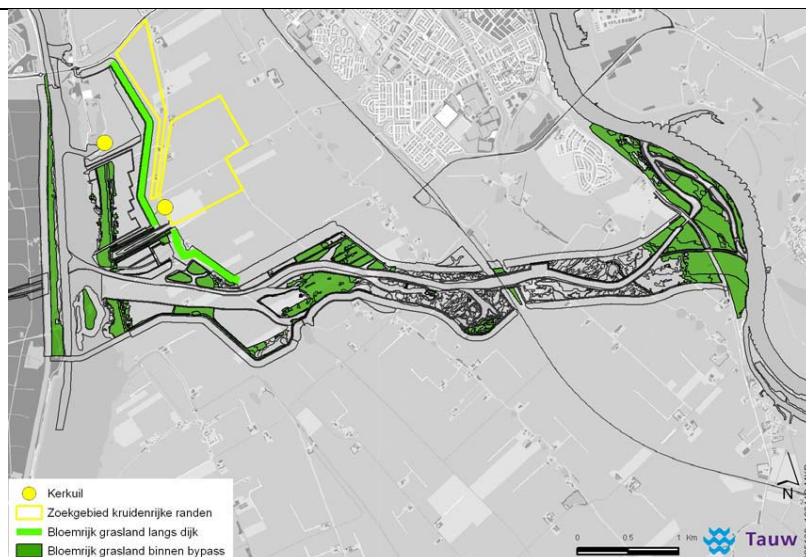 Kerkuil
Zoekgebied kruidenrijke randen
Bloemrijk grasland langs dijk
Bloemrijk grasland binnen bypass
0 0.5 1 Km
N
Tauw